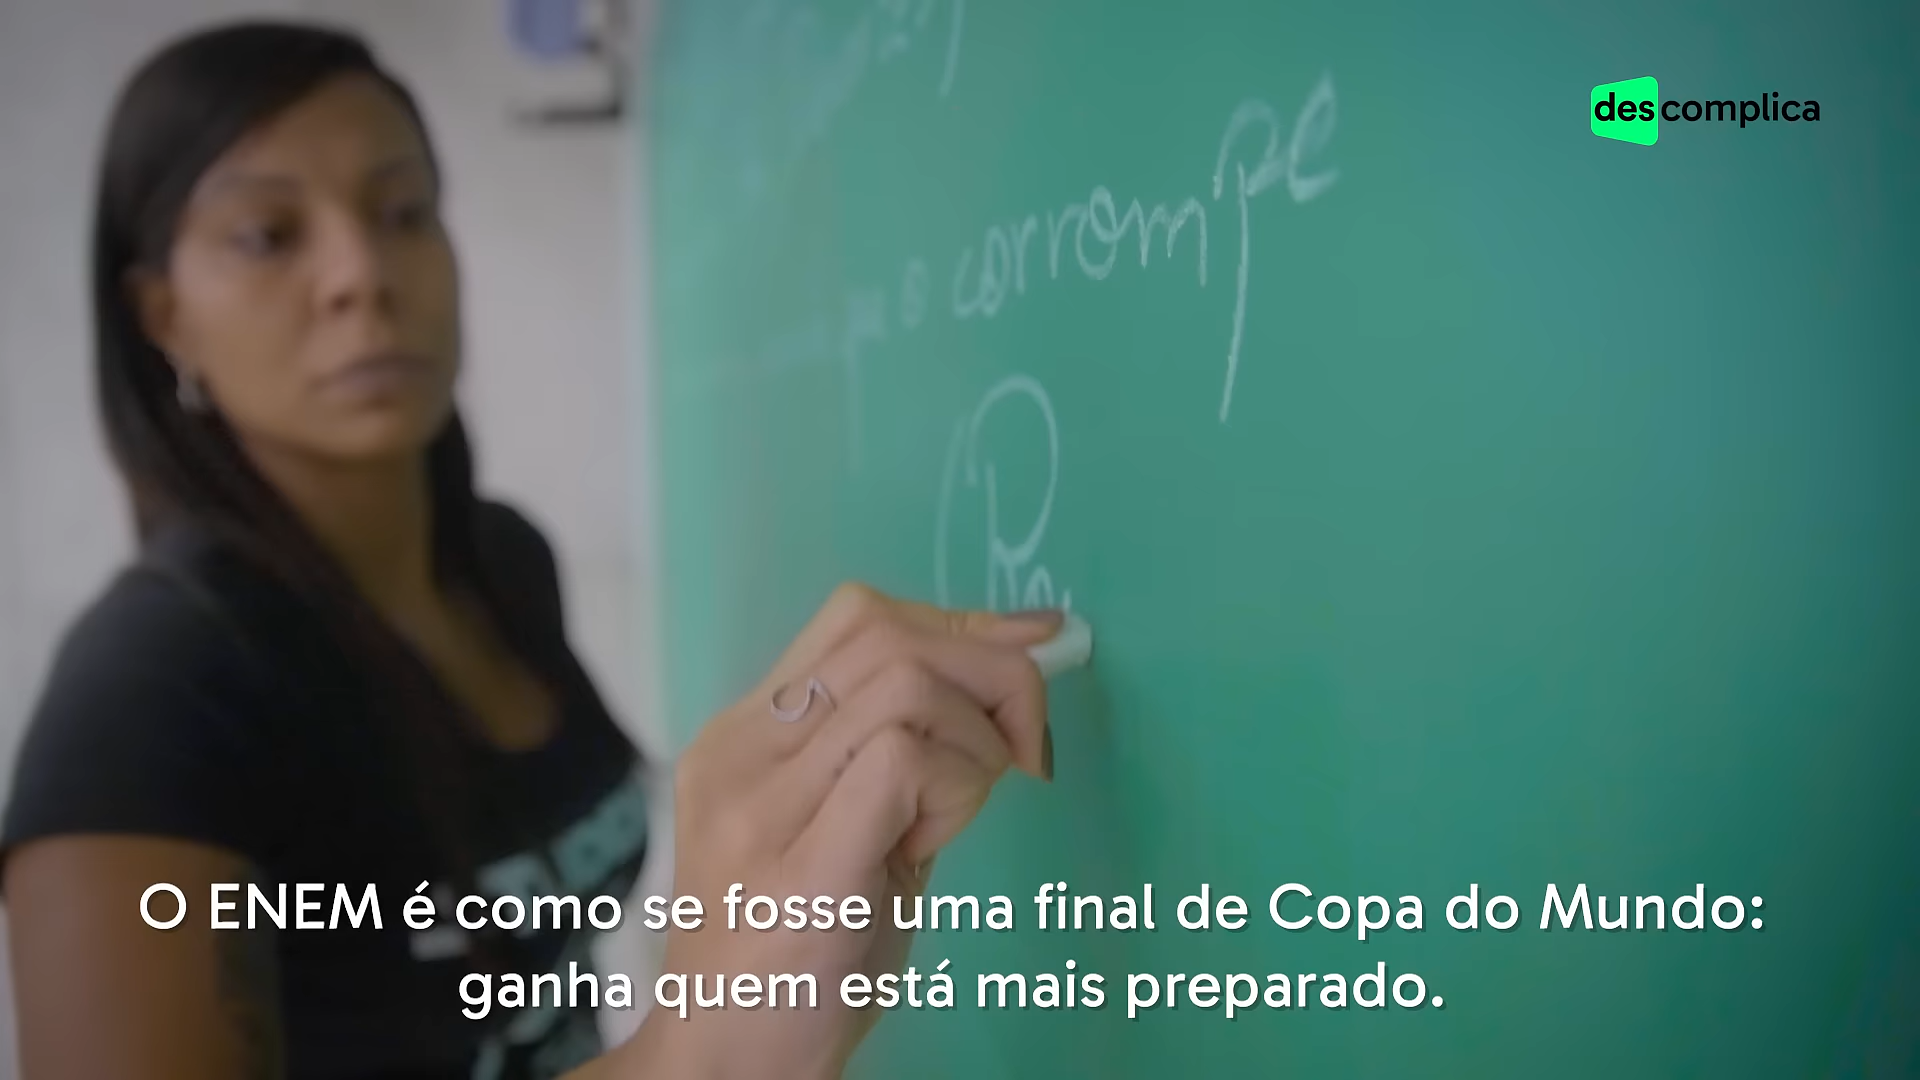 descomplica
o corrompe
O ENEM é como se fosse uma final de Copa do Mundo:
ganha quem está mais preparado.